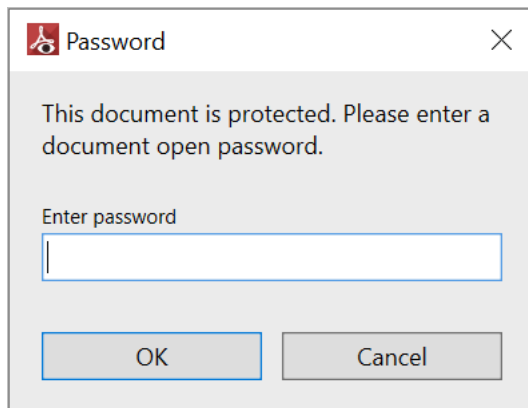 Password
This document is protected. Please enter a
document open password.
Enter password
OK
Cancel